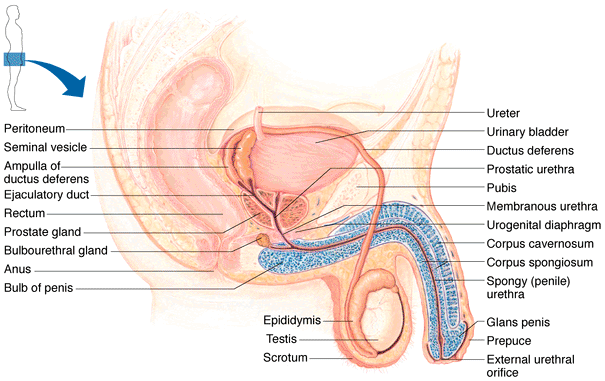 Peritoneum
Seminal vesicle
Ampulla of
ductus deferens
Ejaculatory duct
Rectum
Prostate gland
Bulbourethral gland
Anus
Bulb of penis
Epididymis
Testis
Scrotum
Ureter
Urinary bladder
Ductus deferens
Prostatic urethra
Pubis
Membranous urethra
Urogenital diaphragm
Corpus cavernosum
Corpus spongiosum
Spongy (penile)
urethra
Glans penis
Prepuce
External urethral
orifice